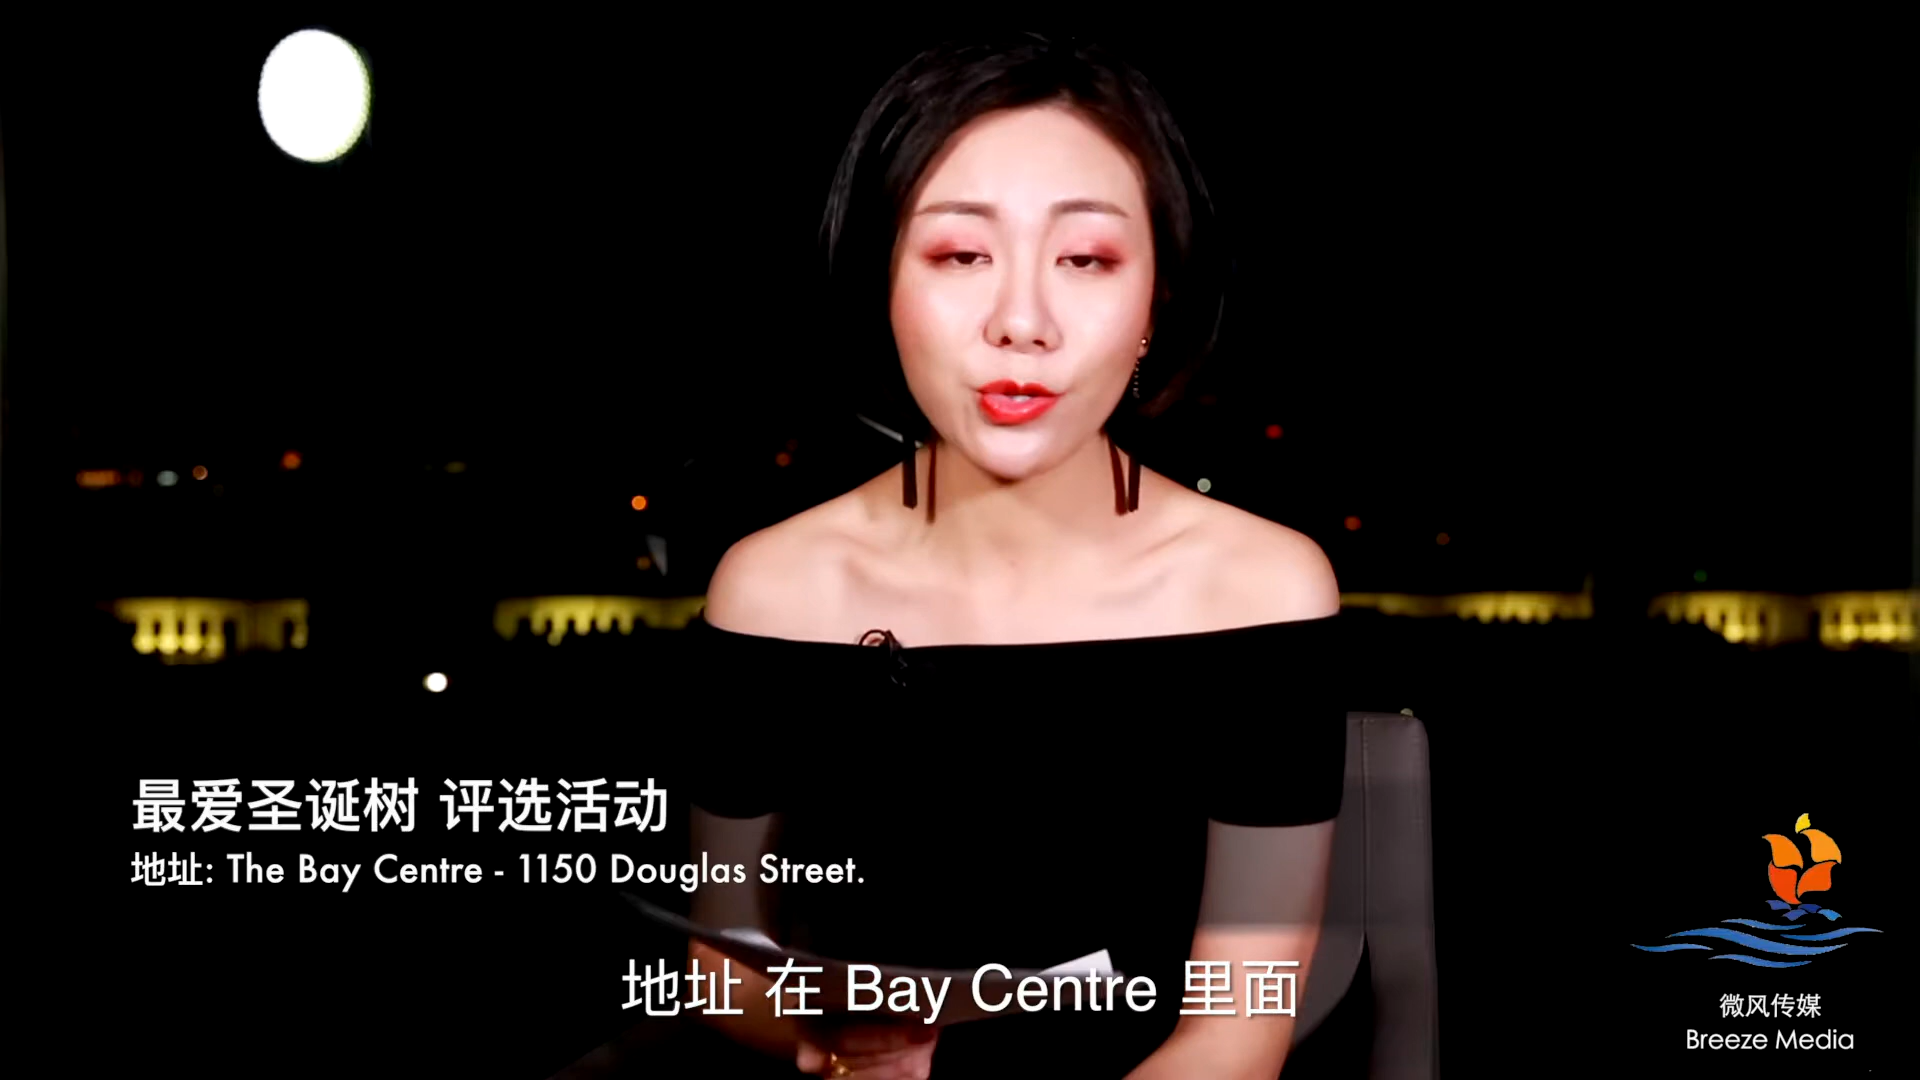 最爱圣诞树 评选活动
地址: The Bay Centre - 1150 Douglas Street.
地址 在 Bay Centre 里面
微风传媒
Breeze Media